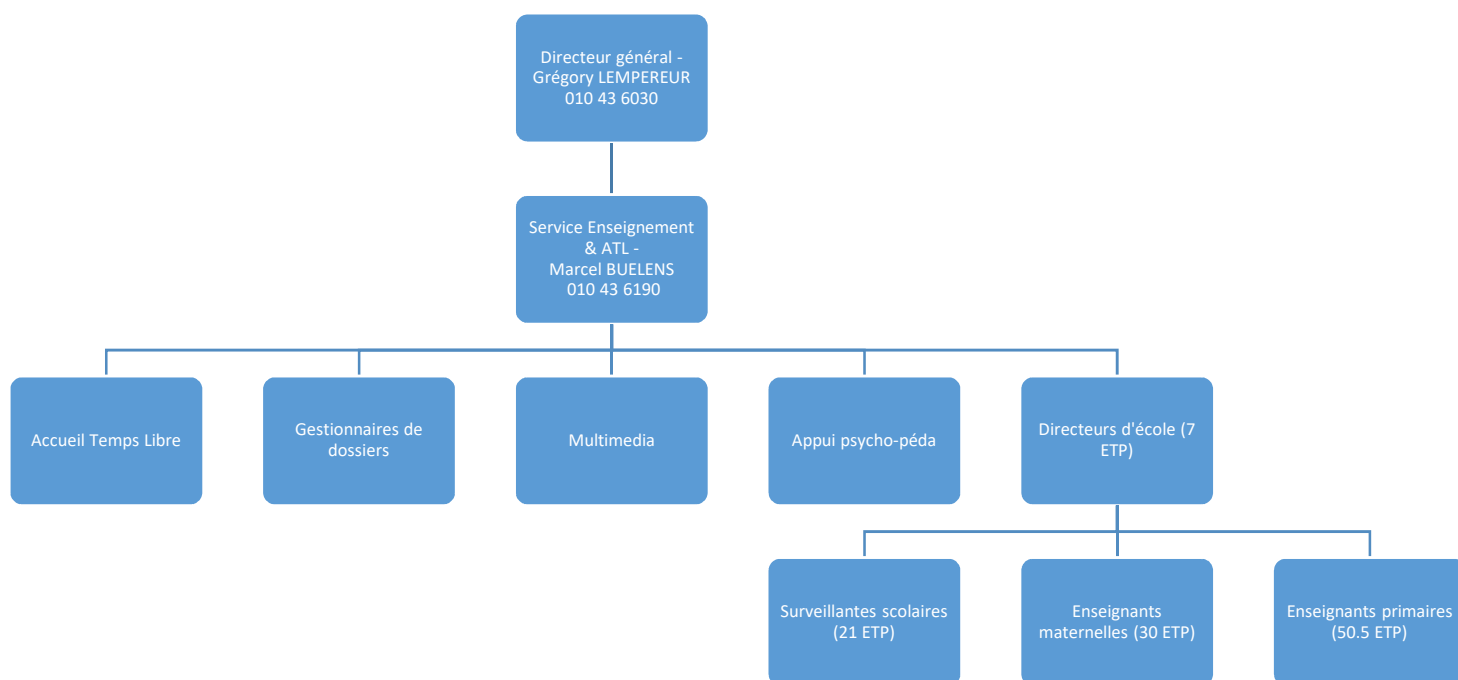 Directeur général -
Grégory LEMPEREUR
010 43 6030
Service Enseignement
& ATL -
Marcel BUELENS
010 43 6190
Accueil Temps Libre
Gestionnaires de
dossiers
Multimedia
Appui psycho-péda
Directeurs d'école (7
ETP)
Surveillantes scolaires
(21 ETP)
Enseignants
maternelles (30 ETP)
Enseignants primaires
(50.5 ETP)